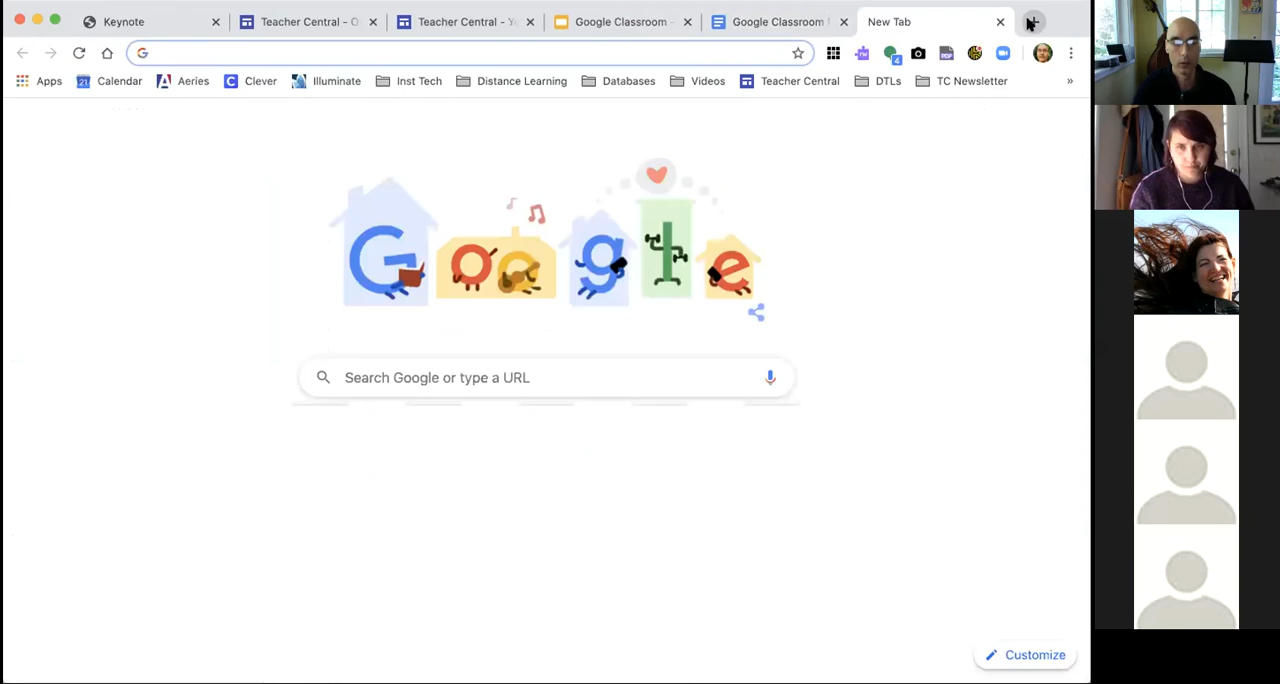 Keynote
Teacher Central - O
Teacher Central - Y
Google Classroom -
Google Classroom
New Tab
Apps
Calendar
Aeries
Clever
Illuminate
Inst Tech
Distance Learning
Databases
Videos
Teacher Central
DTLs
TC Newsletter
»
Google
Search Google or type a URL
Customize